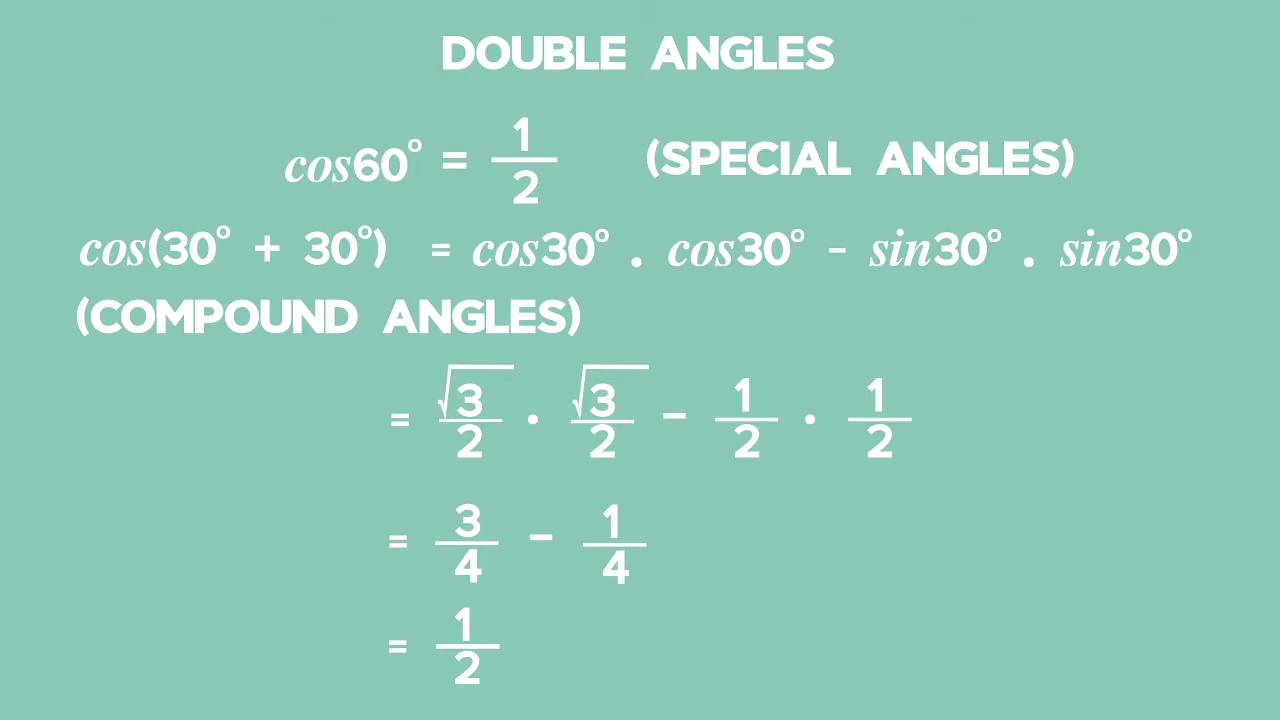 DOUBLE ANGLES
cos60° = 1/2 (SPECIAL ANGLES)
cos(30° + 30°) = cos30° . cos30° - sin30° . sin30°
(COMPOUND ANGLES)
= √3/2 · √3/2 - 1/2 · 1/2
= 3/4 - 1/4
= 1/2